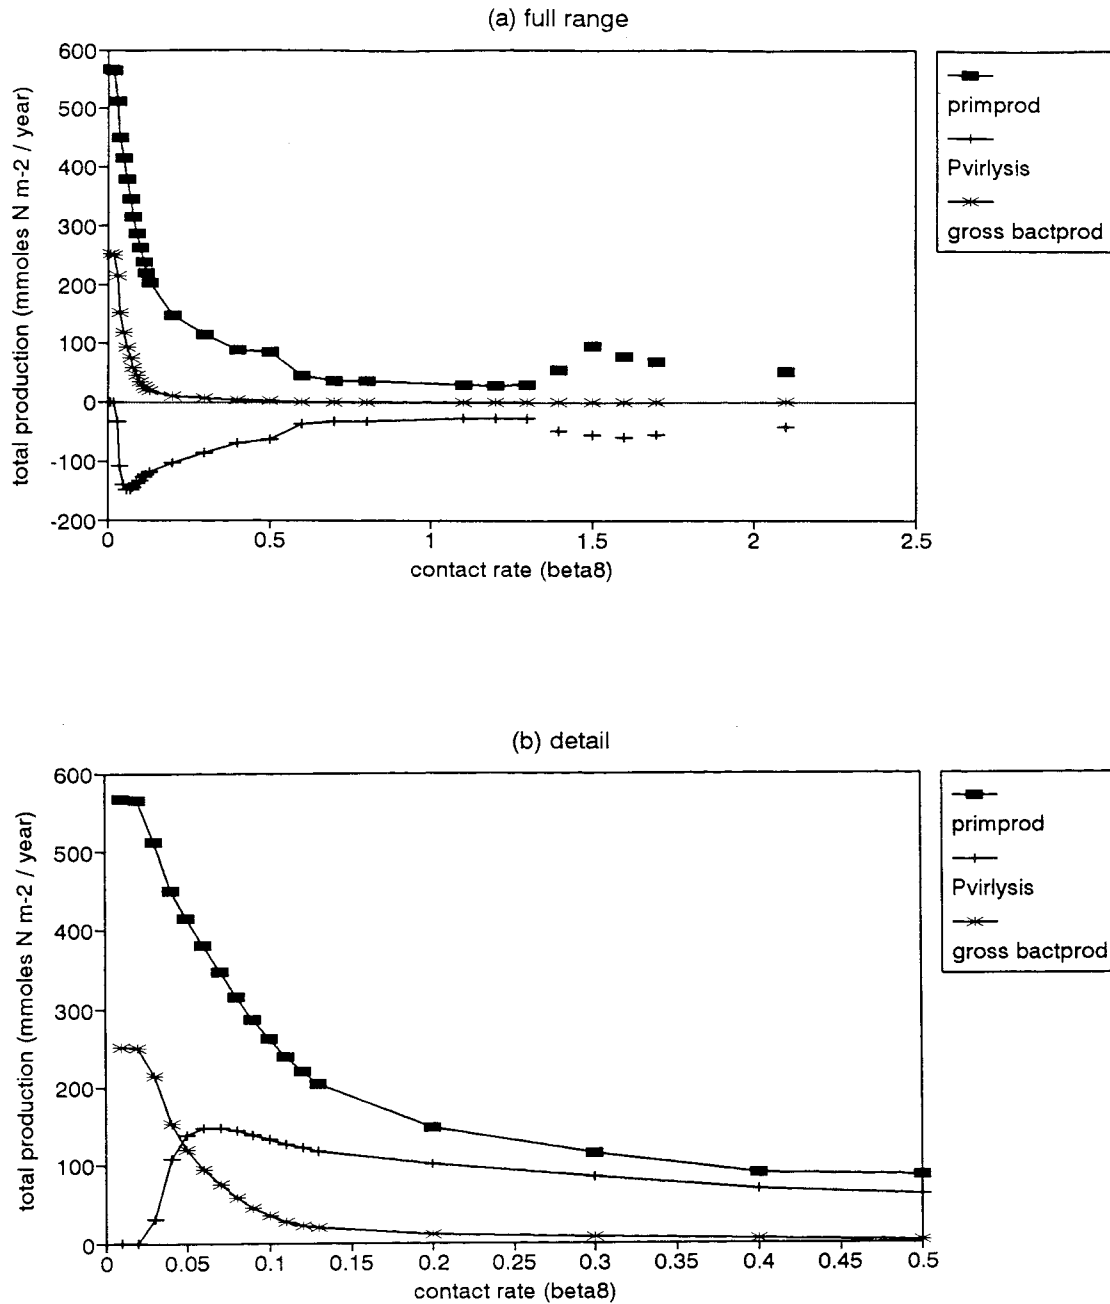 (a) full range
total production (mmoles N m-2 / year)
600
500
400
300
200
100
0
-100
-200
0
0.5
1
1.5
2
2.5
contact rate (beta8)
primprod
Pvirlysis
gross bactprod
(b) detail
total production (mmoles N m-2 / year)
600
500
400
300
200
100
0
0
0.05
0.1
0.15
0.2
0.25
0.3
0.35
0.4
0.45
0.5
contact rate (beta8)
primprod
Pvirlysis
gross bactprod